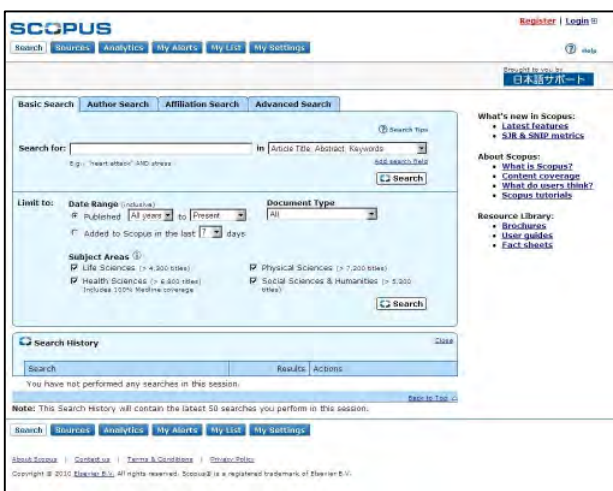 SCOPUS
Register | Login
Search Sources Analytics My Alerts My List My Settings
Help
Brought to you by
日本語サポート
Basic Search Author Search Affiliation Search Advanced Search
Search Tips
Search for: in Article Title, Abstract, Keywords
E.g., "heart attack" AND stress
Add search field
Search
Limit to:
Date Range (inclusive) Document Type
Published All years to Present All
Added to Scopus in the last 7 days
Subject Areas
Life Sciences (> 4,300 titles) Physical Sciences (> 7,200 titles)
Health Sciences (> 6,800 titles) Social Sciences & Humanities (> 5,300
Includes 100% Medline coverage titles)
Search
Search History Close
Search Results Actions
You have not performed any searches in this session.
Back to Top
Note: This Search History will contain the latest 50 searches you perform in this session.
What's new in Scopus:
Latest features
SJR & SNIP metrics
About Scopus:
What is Scopus?
Content coverage
What do users think?
Scopus tutorials
Resource Library:
Brochures
User guides
Fact sheets
Search Sources Analytics My Alerts My List My Settings
About Scopus | Contact us | Terms & Conditions | Privacy Policy
Copyright © 2010 Elsevier B.V. All rights reserved. Scopus® is a registered trademark of Elsevier B.V.